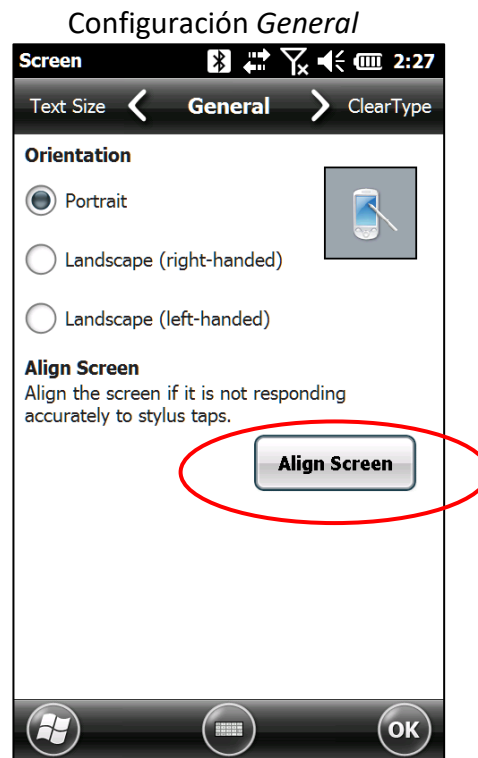 Configuración General
Screen 2:27
Text Size General ClearType
Orientation
Portrait
Landscape (right-handed)
Landscape (left-handed)
Align Screen
Align the screen if it is not responding
accurately to stylus taps.
Align Screen
OK